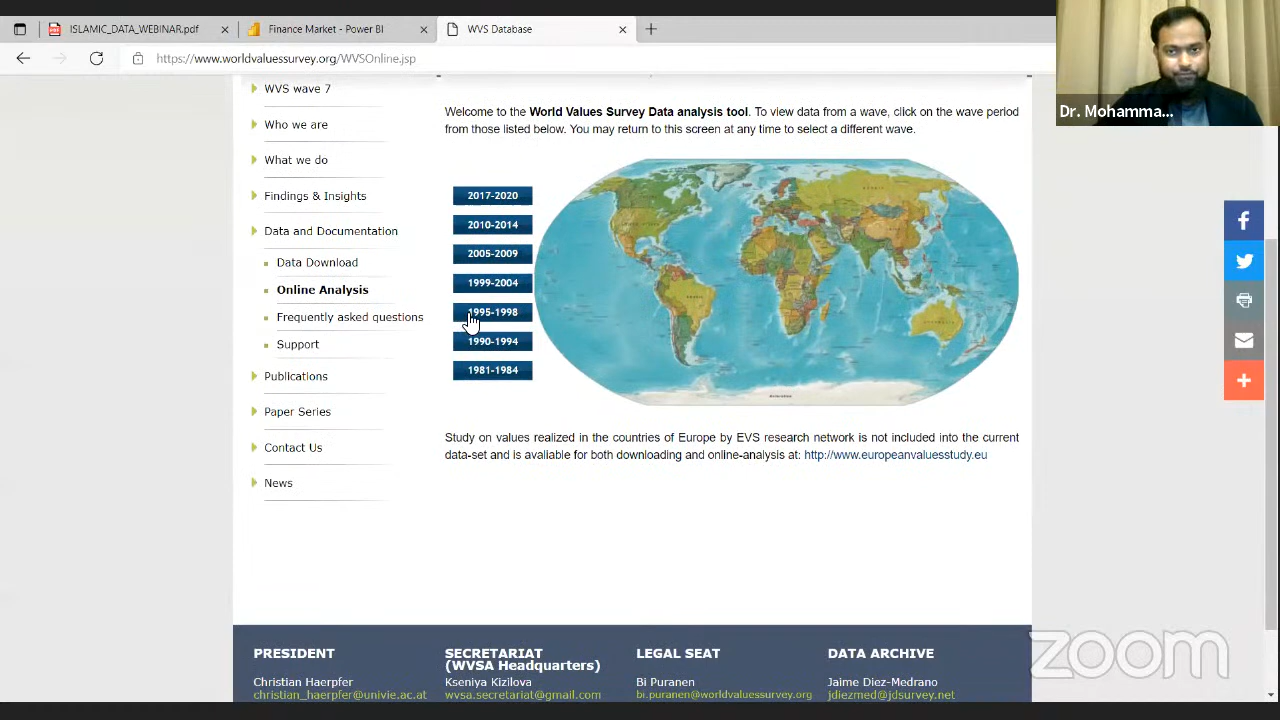 ISLAMIC_DATA_WEBINAR.pdf
Finance Market - Power BI
WVS Database
https://www.worldvaluessurvey.org/WVSOnline.jsp
Dr. Mohamma...
WVS wave 7
Who we are
What we do
Findings & Insights
Data and Documentation
Data Download
Online Analysis
Frequently asked questions
Support
Publications
Paper Series
Contact Us
News
Welcome to the World Values Survey Data analysis tool. To view data from a wave, click on the wave period
from those listed below. You may return to this screen at any time to select a different wave.
2017-2020
2010-2014
2005-2009
1999-2004
1995-1998
1990-1994
1981-1984
Study on values realized in the countries of Europe by EVS research network is not included into the current
data-set and is avaliable for both downloading and online-analysis at: http://www.europeanvaluesstudy.eu
PRESIDENT
Christian Haerpfer
christian_haerpfer@univie.ac.at
SECRETARIAT
(WVSA Headquarters)
Kseniya Kizilova
wvsa.secretariat@gmail.com
LEGAL SEAT
Bi Puranen
bi.puranen@worldvaluessurvey.org
DATA ARCHIVE
Jaime Diez-Medrano
jdiezmed@jdsurvey.net
zoom